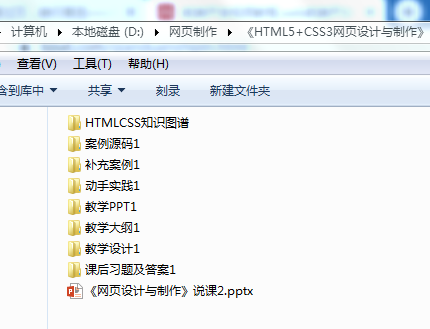 计算机 ▸ 本地磁盘 (D:) ▸ 网页制作 ▸ 《HTML5+CSS3网页设计与制作》
查看(V) 工具(T) 帮助(H)
含到库中 共享 刻录 新建文件夹
HTMLCSS知识图谱
案例源码1
补充案例1
动手实践1
教学PPT1
教学大纲1
教学设计1
课后习题及答案1
《网页设计与制作》说课2.pptx